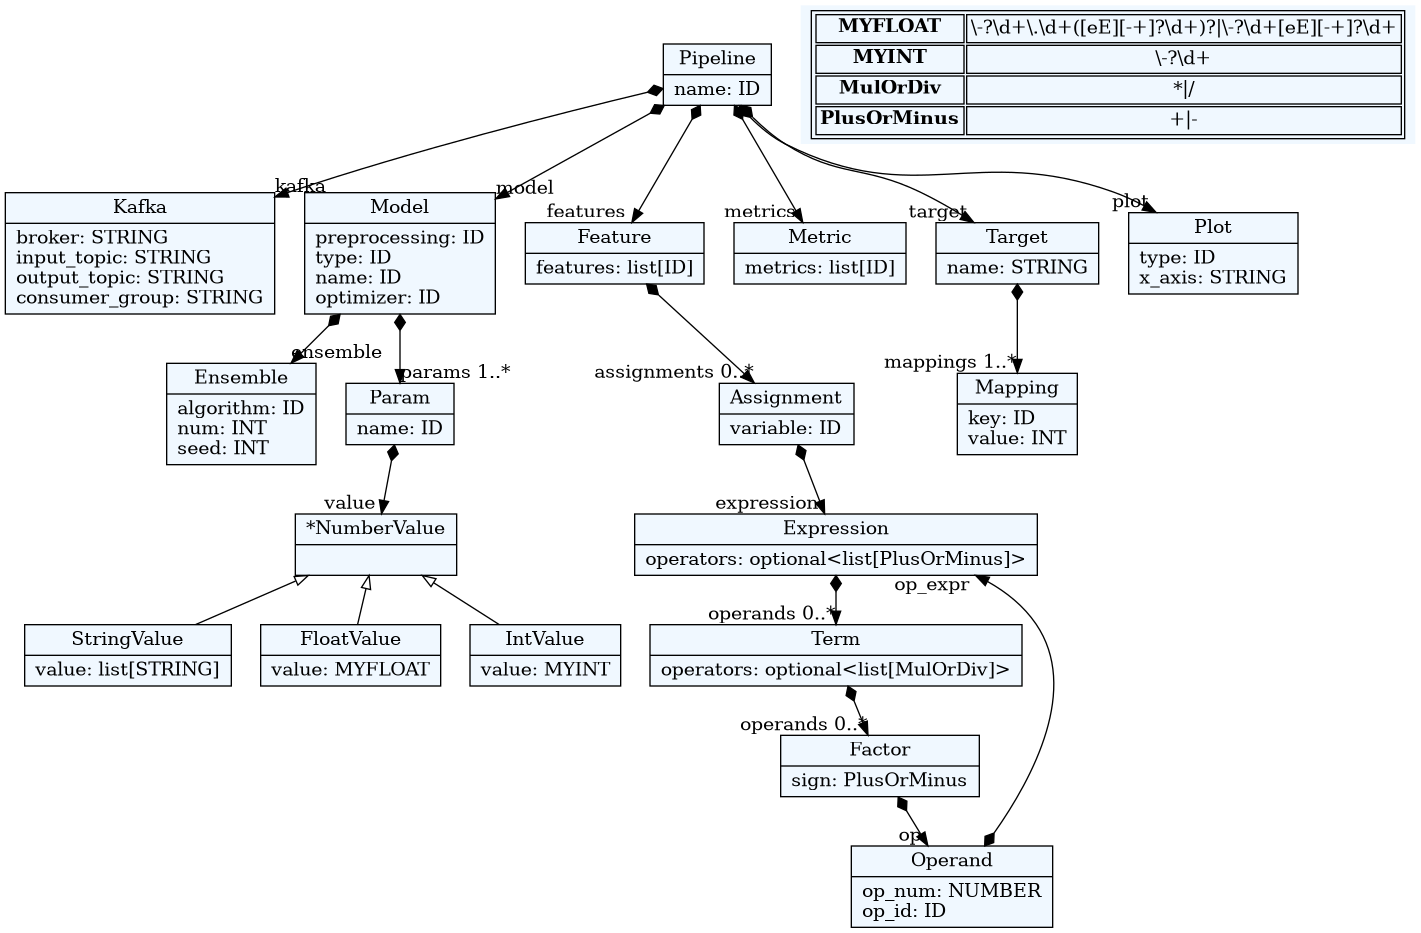 MYFLOAT \-?\d+\.\d+([eE][-+]?\d+)?|\-?\d+[eE][-+]?\d+
MYINT \-?\d+
MulOrDiv *|/
PlusOrMinus +|-
Pipeline
name: ID
kafka
model
features
metrics
target
plot
Kafka
broker: STRING
input_topic: STRING
output_topic: STRING
consumer_group: STRING
Model
preprocessing: ID
type: ID
name: ID
optimizer: ID
Feature
features: list[ID]
Metric
metrics: list[ID]
Target
name: STRING
Plot
type: ID
x_axis: STRING
ensemble
params 1..*
assignments 0..*
mappings 1..*
Ensemble
algorithm: ID
num: INT
seed: INT
Param
name: ID
Assignment
variable: ID
Mapping
key: ID
value: INT
value
expression
*NumberValue
Expression
operators: optional<list[PlusOrMinus]>
op_expr
operands 0..*
StringValue
value: list[STRING]
FloatValue
value: MYFLOAT
IntValue
value: MYINT
Term
operators: optional<list[MulOrDiv]>
operands 0..*
Factor
sign: PlusOrMinus
op
Operand
op_num: NUMBER
op_id: ID